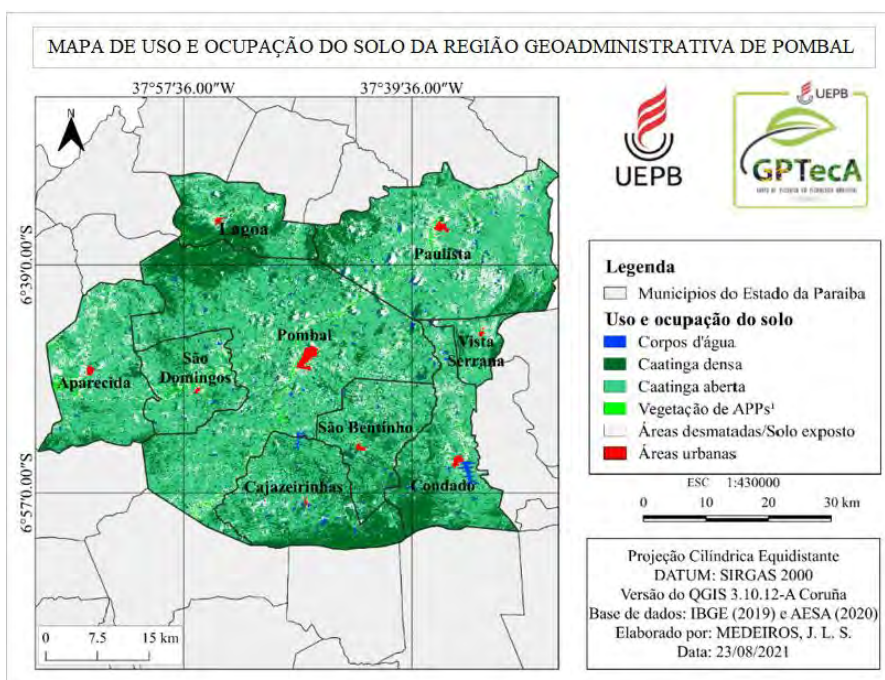 MAPA DE USO E OCUPAÇÃO DO SOLO DA REGIÃO GEOADMINISTRATIVA DE POMBAL
37°57'36.00"W
37°39'36.00"W
N
6°39'0.00"S
6°57'0.00"S
Lagoa
Paulista
Pombal
Vista
Serrana
São
Domingos
Aparecida
São Bentinho
Cajazeirinhas
Condado
0 7.5 15 km
UEPB
UEPB
GPTecA
Legenda
Municípios do Estado da Paraíba
Uso e ocupação do solo
Corpos d'água
Caatinga densa
Caatinga aberta
Vegetação de APPs¹
Áreas desmatadas/Solo exposto
Áreas urbanas
ESC 1:430000
0 10 20 30 km
Projeção Cilíndrica Equidistante
DATUM: SIRGAS 2000
Versão do QGIS 3.10.12-A Coruña
Base de dados: IBGE (2019) e AESA (2020)
Elaborado por: MEDEIROS, J. L. S.
Data: 23/08/2021